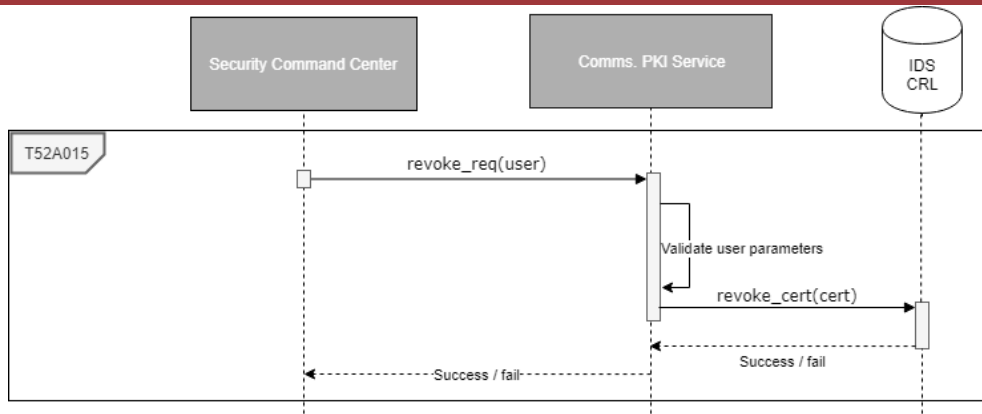 Security Command Center
Comms. PKI Service
IDS
CRL
T52A015
revoke_req(user)
Validate user parameters
revoke_cert(cert)
Success / fail
Success / fail